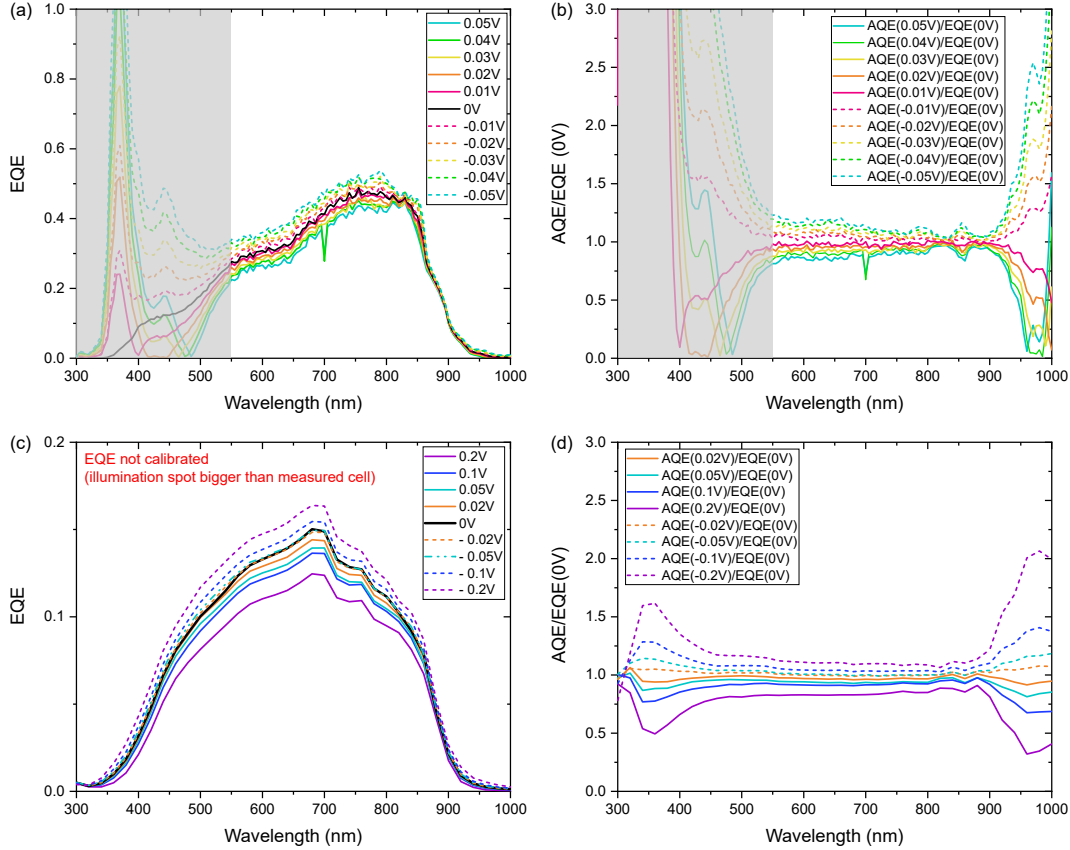 (a)
1.0
0.8
0.6
0.4
0.2
0.0
EQE
300 400 500 600 700 800 900 1000
Wavelength (nm)
0.05V
0.04V
0.03V
0.02V
0.01V
0V
-0.01V
-0.02V
-0.03V
-0.04V
-0.05V
(b)
3.0
2.5
2.0
1.5
1.0
0.5
0.0
AQE/EQE (0V)
300 400 500 600 700 800 900 1000
Wavelength (nm)
AQE(0.05V)/EQE(0V)
AQE(0.04V)/EQE(0V)
AQE(0.03V)/EQE(0V)
AQE(0.02V)/EQE(0V)
AQE(0.01V)/EQE(0V)
AQE(-0.01V)/EQE(0V)
AQE(-0.02V)/EQE(0V)
AQE(-0.03V)/EQE(0V)
AQE(-0.04V)/EQE(0V)
AQE(-0.05V)/EQE(0V)
(c)
0.2
0.1
0.0
EQE
EQE not calibrated
(illumination spot bigger than measured cell)
300 400 500 600 700 800 900 1000
Wavelength (nm)
0.2V
0.1V
0.05V
0.02V
0V
- 0.02V
- 0.05V
- 0.1V
- 0.2V
(d)
3.0
2.5
2.0
1.5
1.0
0.5
0.0
AQE/EQE(0V)
300 400 500 600 700 800 900 1000
Wavelength (nm)
AQE(0.02V)/EQE(0V)
AQE(0.05V)/EQE(0V)
AQE(0.1V)/EQE(0V)
AQE(0.2V)/EQE(0V)
AQE(-0.02V)/EQE(0V)
AQE(-0.05V)/EQE(0V)
AQE(-0.1V)/EQE(0V)
AQE(-0.2V)/EQE(0V)